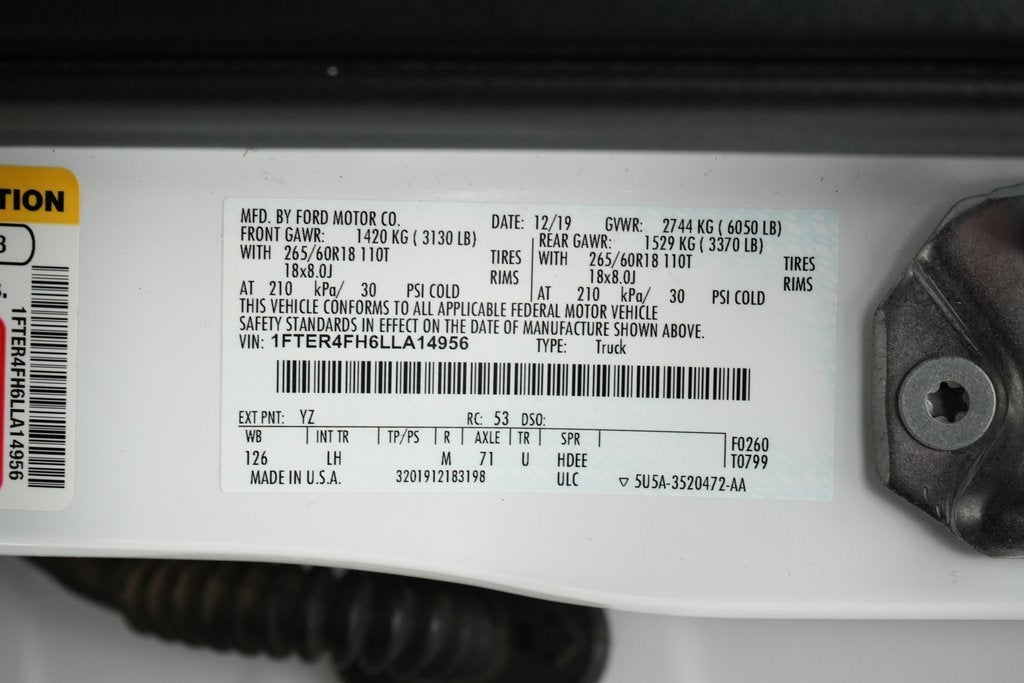 TION
3
S.
1FTER4FH6LLA14956
MFD. BY FORD MOTOR CO. DATE: 12/19 GVWR: 2744 KG ( 6050 LB)
FRONT GAWR: 1420 KG ( 3130 LB) REAR GAWR: 1529 KG ( 3370 LB)
WITH 265/60R18 110T TIRES WITH 265/60R18 110T TIRES
18x8.0J RIMS 18x8.0J RIMS
AT 210 kPa/ 30 PSI COLD AT 210 kPa/ 30 PSI COLD
THIS VEHICLE CONFORMS TO ALL APPLICABLE FEDERAL MOTOR VEHICLE
SAFETY STANDARDS IN EFFECT ON THE DATE OF MANUFACTURE SHOWN ABOVE.
VIN: 1FTER4FH6LLA14956 TYPE: Truck
EXT PNT: YZ RC: 53 DSO:
WB INT TR TP/PS R AXLE TR SPR F0260
126 LH M 71 U HDEE T0799
MADE IN U.S.A. 3201912183198 ULC ▽ 5U5A-3520472-AA